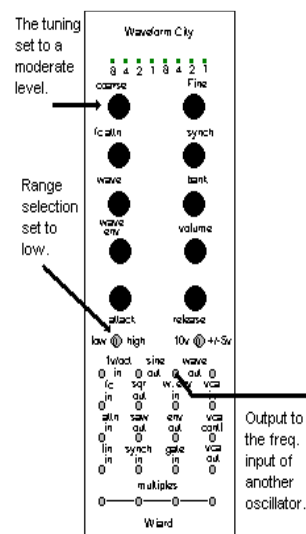 The tuning
set to a
moderate
level.
Waveform City
8 4 2 1 8 4 2 1
coarse Fine
fc attn synch
wave bank
wave
env volume
attack release
Range
selection
set to
low.
low high 10v +/-5v
1v/oct sine wave
in out out
fc sqr w. env vca
in out in in
attn saw env vca
in out out contl
lin synch gate vca
in in in out
multiples
Wiard
Output to
the freq.
input of
another
oscillator.